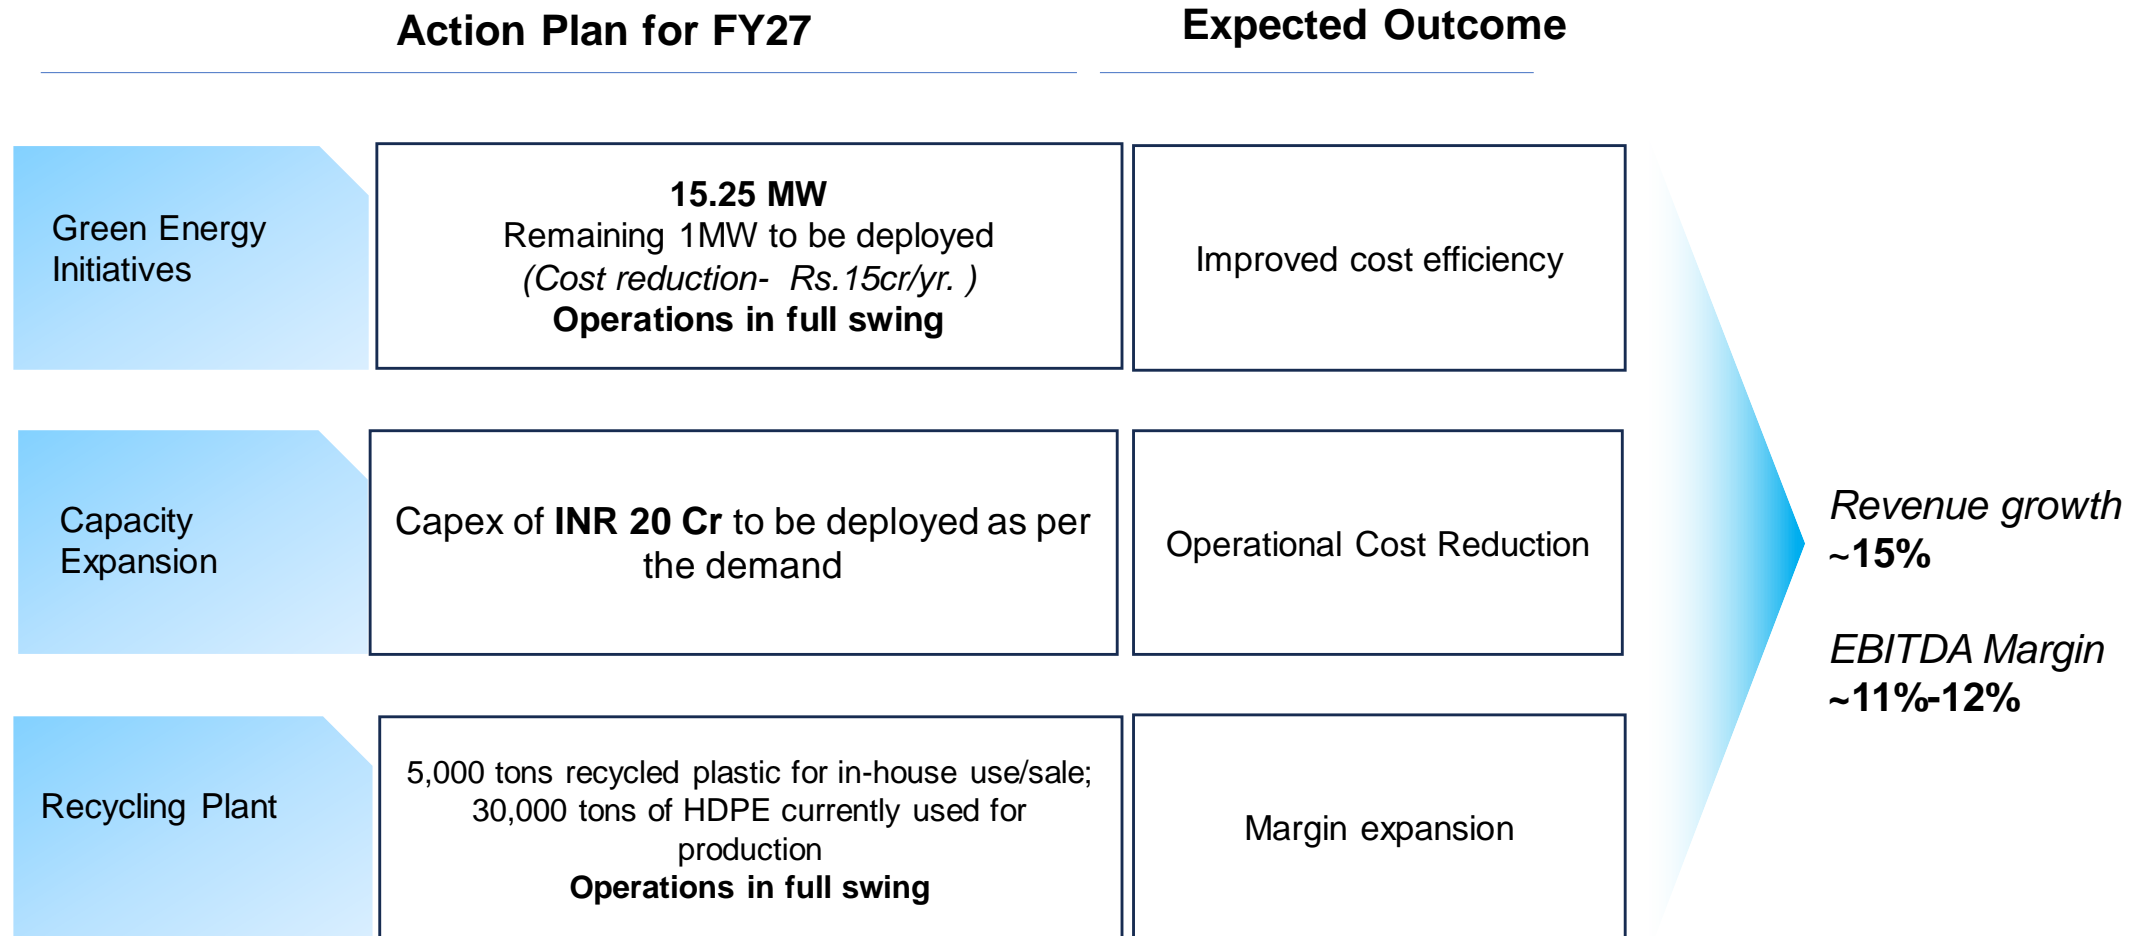 Action Plan for FY27
Expected Outcome
Green Energy
Initiatives
15.25 MW
Remaining 1MW to be deployed
(Cost reduction- Rs.15cr/yr. )
Operations in full swing
Improved cost efficiency
Capacity
Expansion
Capex of INR 20 Cr to be deployed as per
the demand
Operational Cost Reduction
Recycling Plant
5,000 tons recycled plastic for in-house use/sale;
30,000 tons of HDPE currently used for
production
Operations in full swing
Margin expansion
Revenue growth
~15%
EBITDA Margin
~11%-12%